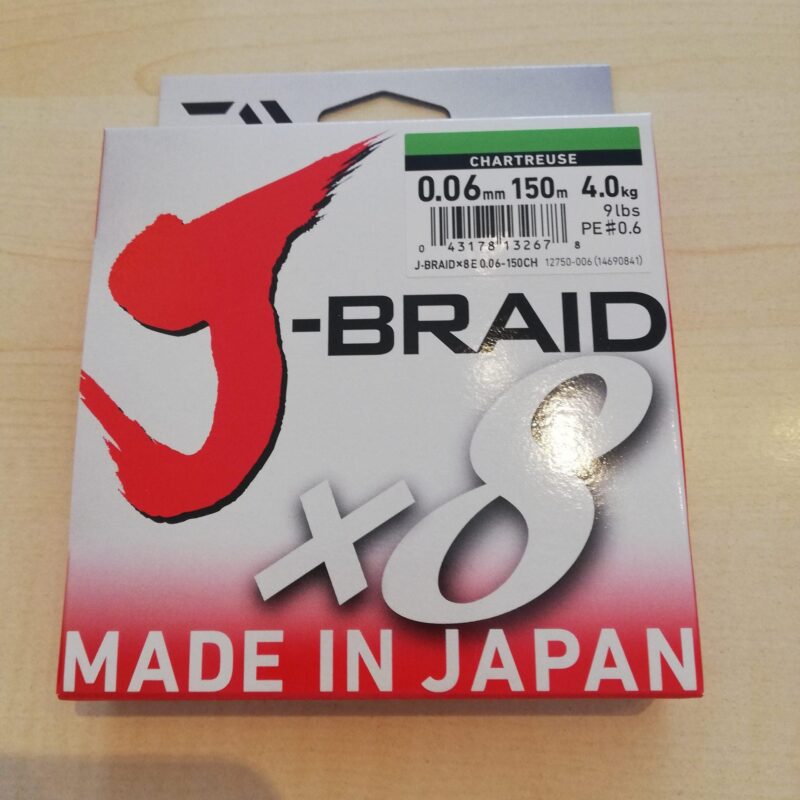 CHARTREUSE
0.06mm 150m 4.0kg
9lbs
PE#0.6
0 43178 13267 8
J-BRAID×8E 0.06-150CH 12750-006 (14690841)
J-BRAID
×8
MADE IN JAPAN